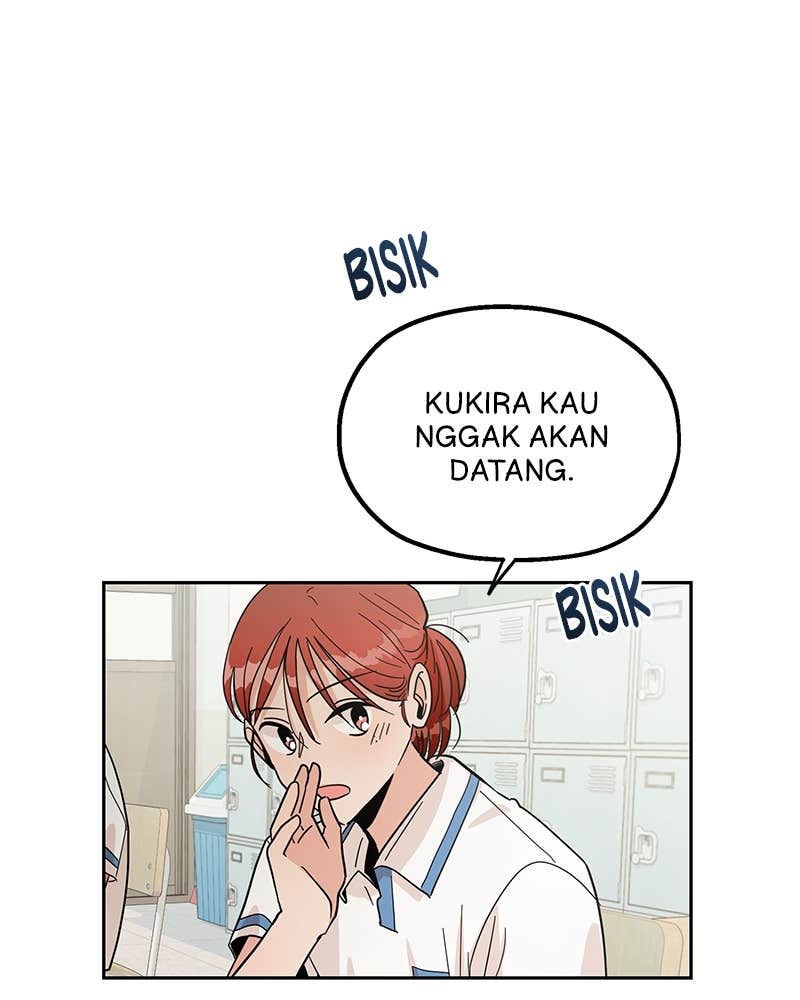 BISIK
KUKIRA KAU
NGGAK AKAN
DATANG.
BISIK